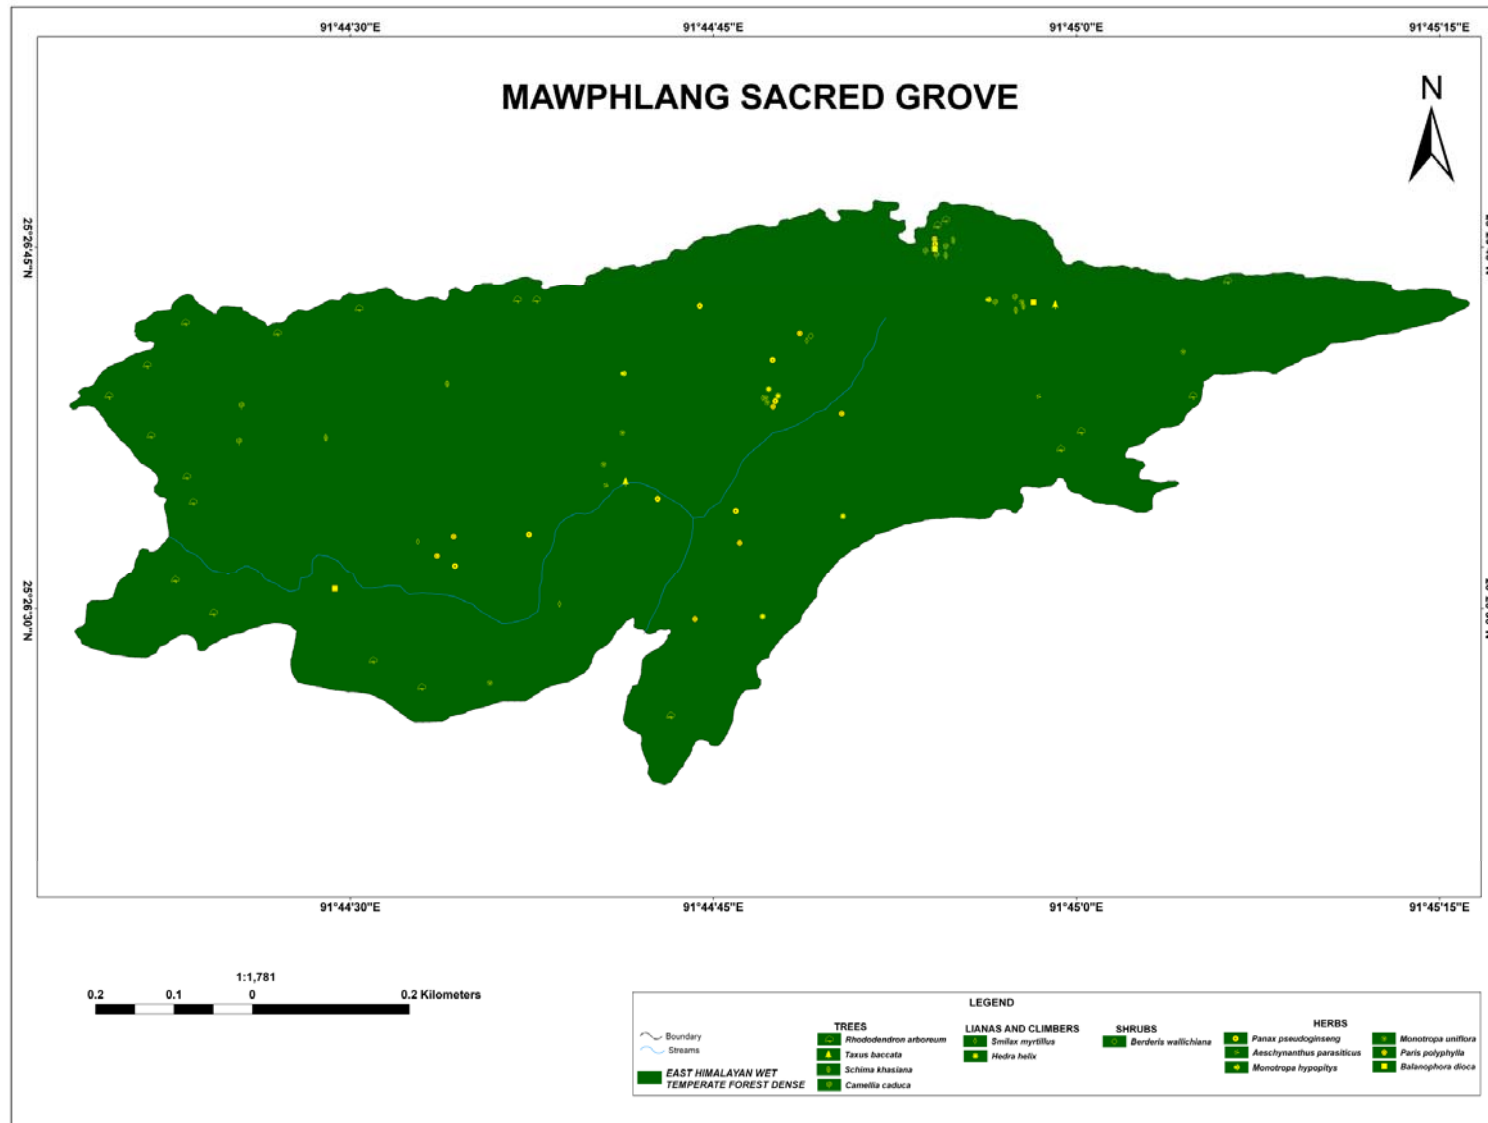 91°44'30"E 91°44'45"E 91°45'0"E 91°45'15"E
MAWPHLANG SACRED GROVE
N
25°26'45"N
25°26'30"N
91°44'30"E 91°44'45"E 91°45'0"E 91°45'15"E
1:1,781
0.2 0.1 0 0.2 Kilometers
LEGEND
Boundary
Streams
EAST HIMALAYAN WET
TEMPERATE FOREST DENSE
TREES
Rhododendron arboreum
Taxus baccata
Schima khasiana
Camellia caduca
LIANAS AND CLIMBERS
Smilax myrtillus
Hedra helix
SHRUBS
Berderis wallichiana
HERBS
Panax pseudoginseng
Aeschynanthus parasiticus
Monotropa hypopitys
Monotropa uniflora
Paris polyphylla
Balanophora dioca